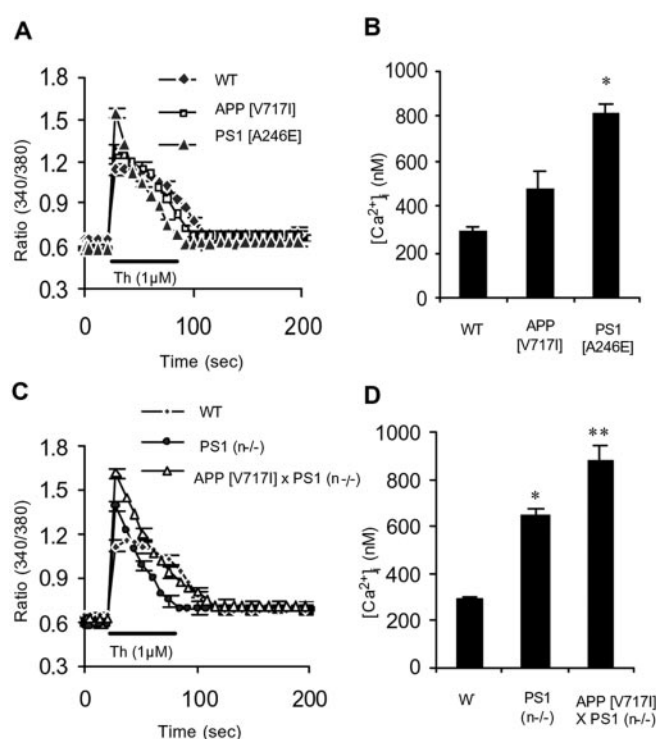 A
1.8
1.5
1.2
0.9
0.6
0.3
Ratio (340/380)
WT
APP [V717I]
PS1 [A246E]
Th (1µM)
0
100
200
Time (sec)
B
1000
800
600
400
200
0
[Ca2+]i (nM)
*
WT
APP
[V717I]
PS1
[A246E]
C
1.8
1.5
1.2
0.9
0.6
0.3
Ratio (340/380)
WT
PS1 (n-/-)
APP [V717I] x PS1 (n-/-)
Th (1µM)
0
100
200
Time (sec)
D
1000
800
600
400
200
0
[Ca2+]i (nM)
*
**
W
PS1
(n-/-)
APP [V717I]
X PS1 (n-/-)